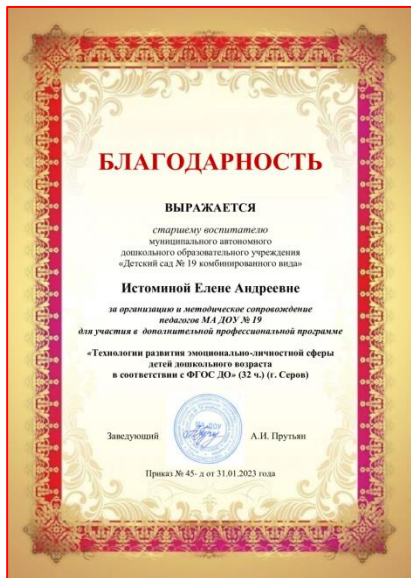 БЛАГОДАРНОСТЬ
ВЫРАЖАЕТСЯ
старшему воспитателю
муниципального автономного
дошкольного образовательного учреждения
«Детский сад № 19 комбинированного вида»
Истоминой Елене Андреевне
за организацию и методическое сопровождение
педагогов МА ДОУ № 19
для участия в дополнительной профессиональной программе
«Технологии развития эмоционально-личностной сферы
детей дошкольного возраста
в соответствии с ФГОС ДО» (32 ч.) (г. Серов)
Заведующий А.И. Прутьян
Приказ № 45- д от 31.01.2023 года